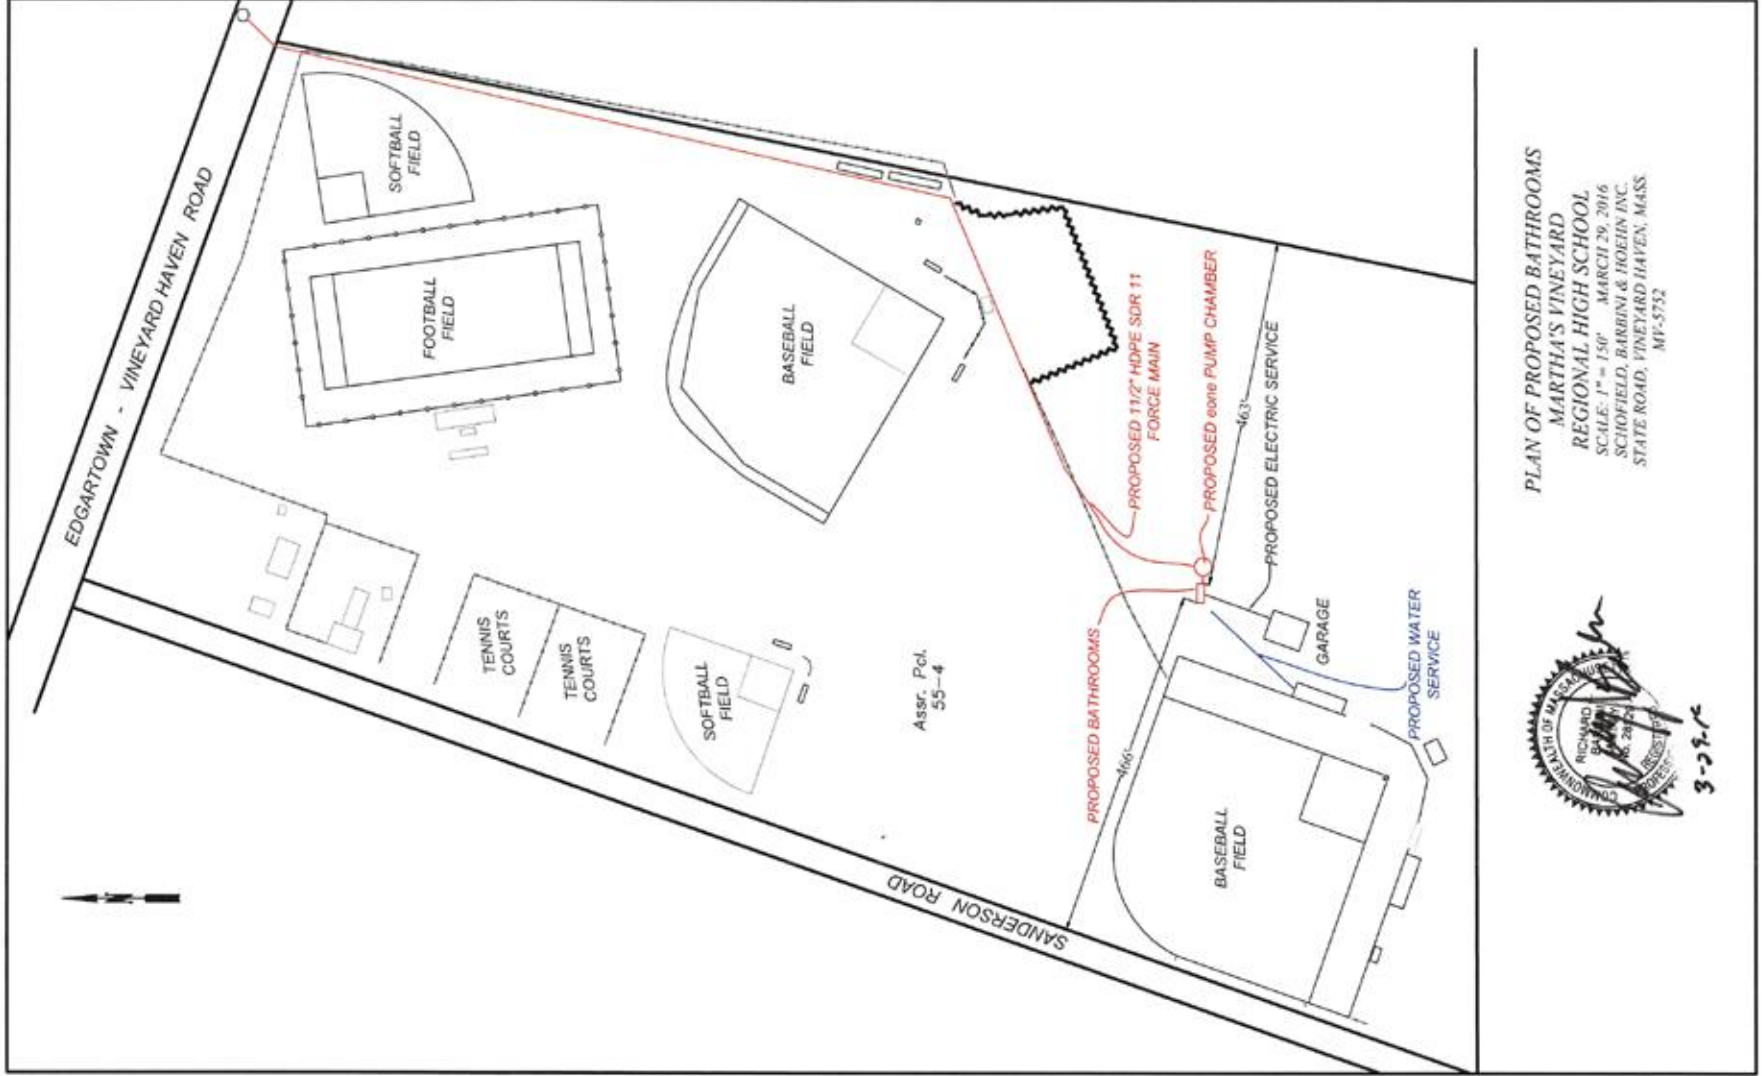 EDGARTOWN - VINEYARD HAVEN ROAD
SOFTBALL
FIELD
FOOTBALL
FIELD
BASEBALL
FIELD
TENNIS
COURTS
TENNIS
COURTS
SOFTBALL
FIELD
Assr. Pcl.
55-4
SANDERSON ROAD
PROPOSED 11/2" HDPE SDR 11
FORCE MAIN
PROPOSED eone PUMP CHAMBER
463'
PROPOSED ELECTRIC SERVICE
PROPOSED BATHROOMS
466'
GARAGE
PROPOSED WATER
SERVICE
BASEBALL
FIELD
N
PLAN OF PROPOSED BATHROOMS
MARTHA'S VINEYARD
REGIONAL HIGH SCHOOL
SCALE: 1" = 150' MARCH 29, 2016
SCHOFIELD, BARBINI & HOEHN INC.
STATE ROAD, VINEYARD HAVEN, MASS.
MV-5752
COMMONWEALTH OF
RICHARD